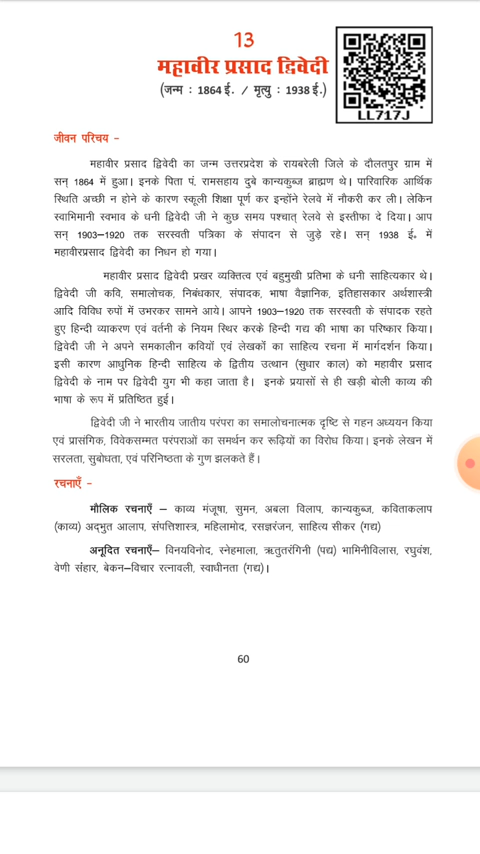 13
महावीर प्रसाद द्विवेदी
(जन्म : 1864 ई. / मृत्यु : 1938 ई.)
LL717J
जीवन परिचय –
महावीर प्रसाद द्विवेदी का जन्म उत्तरप्रदेश के रायबरेली जिले के दौलतपुर ग्राम में
सन् 1864 में हुआ। इनके पिता पं. रामसहाय दुबे कान्यकुब्ज ब्राह्मण थे। पारिवारिक आर्थिक
स्थिति अच्छी न होने के कारण स्कूली शिक्षा पूर्ण कर इन्होंने रेलवे में नौकरी कर ली। लेकिन
स्वाभिमानी स्वभाव के धनी द्विवेदी जी ने कुछ समय पश्चात् रेलवे से इस्तीफा दे दिया। आप
सन् 1903–1920 तक सरस्वती पत्रिका के संपादन से जुड़े रहे। सन् 1938 ई. में
महावीरप्रसाद द्विवेदी का निधन हो गया।
महावीर प्रसाद द्विवेदी प्रखर व्यक्तित्व एवं बहुमुखी प्रतिभा के धनी साहित्यकार थे।
द्विवेदी जी कवि, समालोचक, निबंधकार, संपादक, भाषा वैज्ञानिक, इतिहासकार अर्थशास्त्री
आदि विविध रुपों में उभरकर सामने आये। आपने 1903–1920 तक सरस्वती के संपादक रहते
हुए हिन्दी व्याकरण एवं वर्तनी के नियम स्थिर करके हिन्दी गद्य की भाषा का परिष्कार किया।
द्विवेदी जी ने अपने समकालीन कवियों एवं लेखकों का साहित्य रचना में मार्गदर्शन किया।
इसी कारण आधुनिक हिन्दी साहित्य के द्वितीय उत्थान (सुधार काल) को महावीर प्रसाद
द्विवेदी के नाम पर द्विवेदी युग भी कहा जाता है। इनके प्रयासों से ही खड़ी बोली काव्य की
भाषा के रूप में प्रतिष्ठित हुई।
द्विवेदी जी ने भारतीय जातीय परंपरा का समालोचनात्मक दृष्टि से गहन अध्ययन किया
एवं प्रासंगिक, विवेकसम्मत परंपराओं का समर्थन कर रूढ़ियों का विरोध किया। इनके लेखन में
सरलता, सुबोधता, एवं परिनिष्ठता के गुण झलकते हैं।
रचनाएँ –
मौलिक रचनाएँ – काव्य मंजूषा, सुमन, अबला विलाप, कान्यकुब्ज, कविताकलाप
(काव्य) अद्भुत आलाप, संपत्तिशास्त्र, महिलामोद, रसज्ञरंजन, साहित्य सीकर (गद्य)
अनूदित रचनाएँ– विनयविनोद, स्नेहमाला, ऋतुतरंगिनी (पद्य) भामिनीविलास, रघुवंश,
वेणी संहार, बेकन–विचार रत्नावली, स्वाधीनता (गद्य)।
60